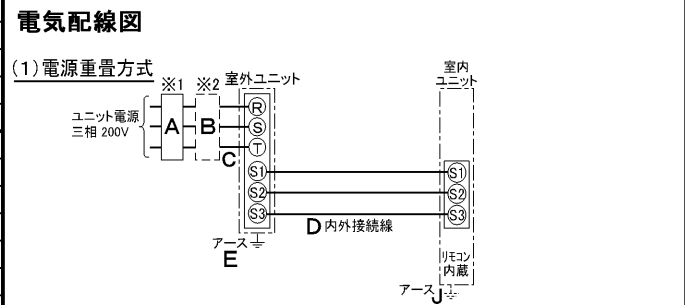 電気配線図
(1)電源重畳方式
※1
※2
室外ユニット
室内
ユニット
ユニット電源
三相 200V
A
B
C
R
S
T
S1
S2
S3
S1
S2
S3
D 内外接続線
アース
E
リモコン
内蔵
アース J